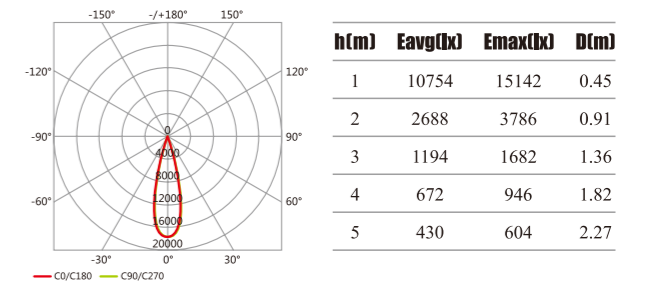 -150° -/+180° 150°
-120° 120°
-90° 90°
-60° 60°
-30° 0° 30°
0
4000
8000
12000
16000
20000
C0/C180 C90/C270
h(m) Eavg(lx) Emax(lx) D(m)
1 10754 15142 0.45
2 2688 3786 0.91
3 1194 1682 1.36
4 672 946 1.82
5 430 604 2.27